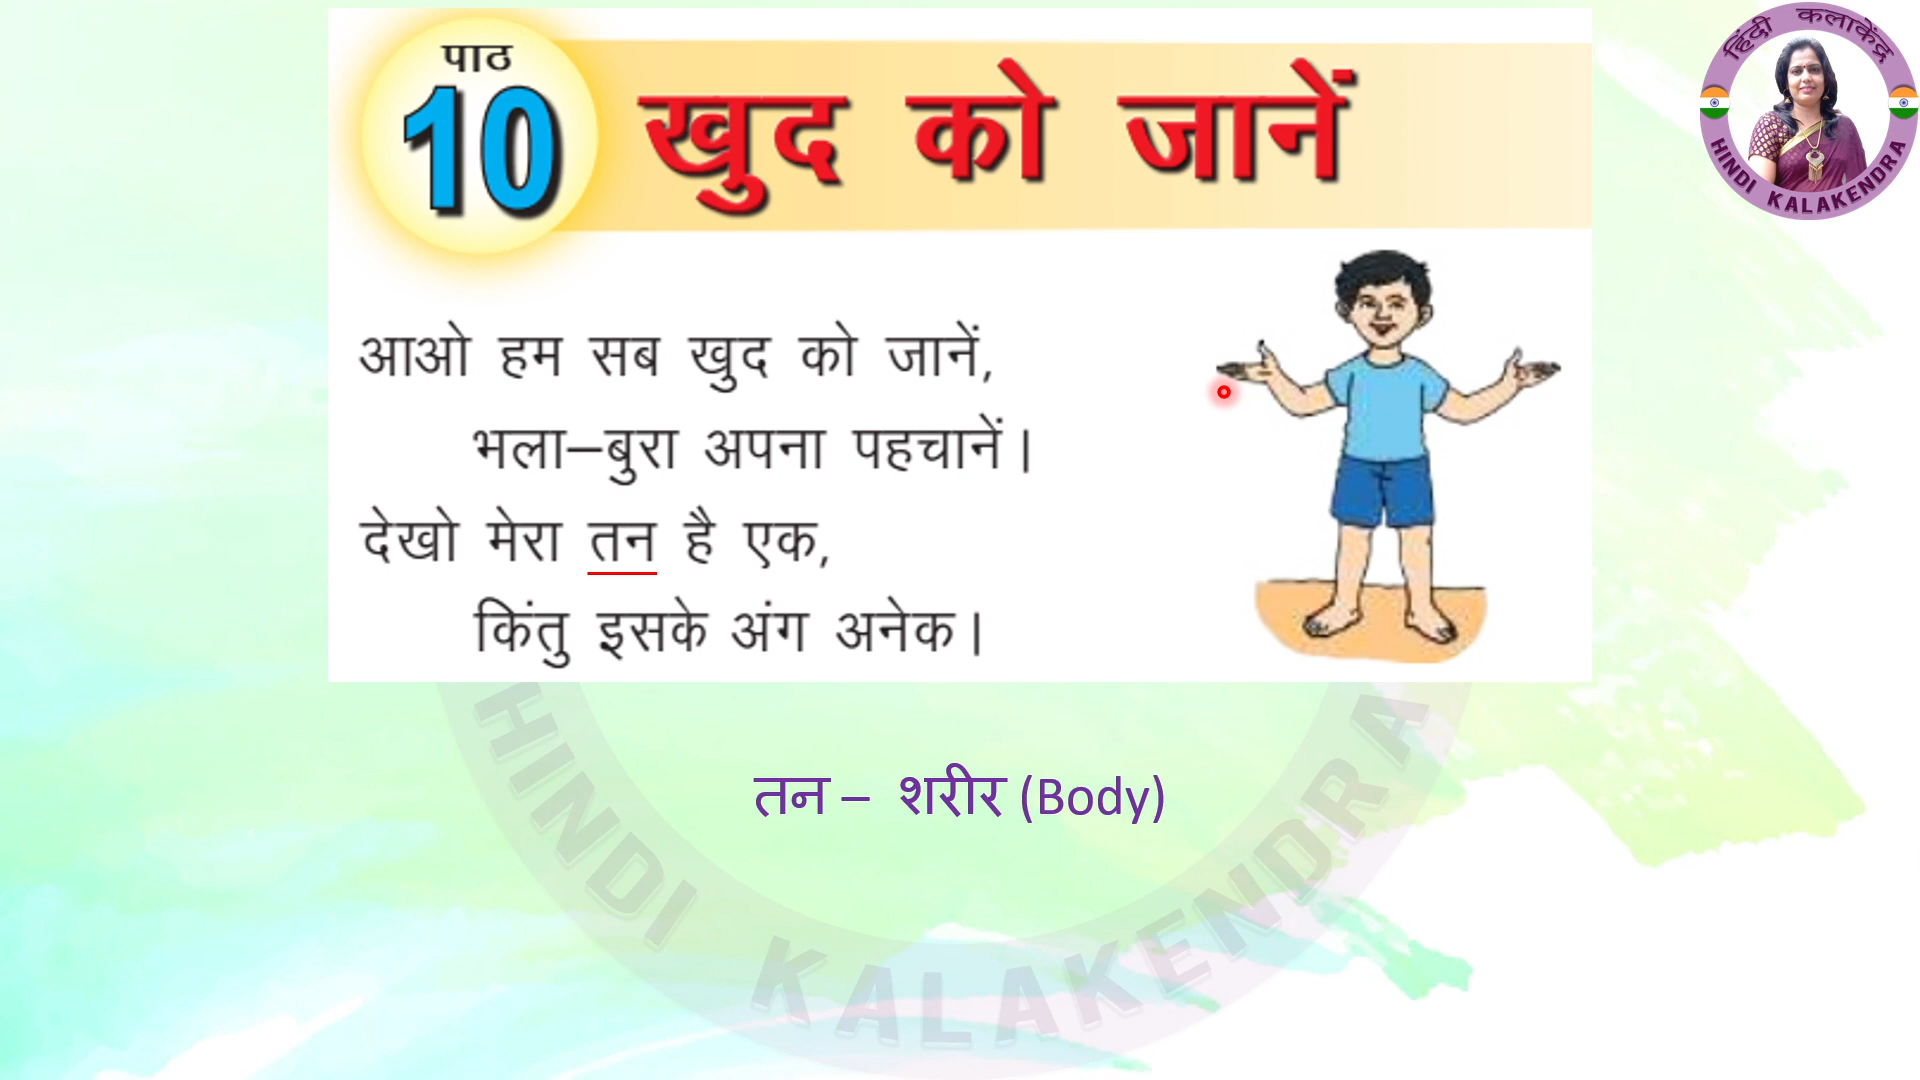 पाठ
10
खुद को जानें
हिंदी कलाकेंद्र
HINDI KALAKENDRA
आओ हम सब खुद को जानें,
भला–बुरा अपना पहचानें।
देखो मेरा तन है एक,
किंतु इसके अंग अनेक।
तन – शरीर (Body)
HINDI KALAKENDRA